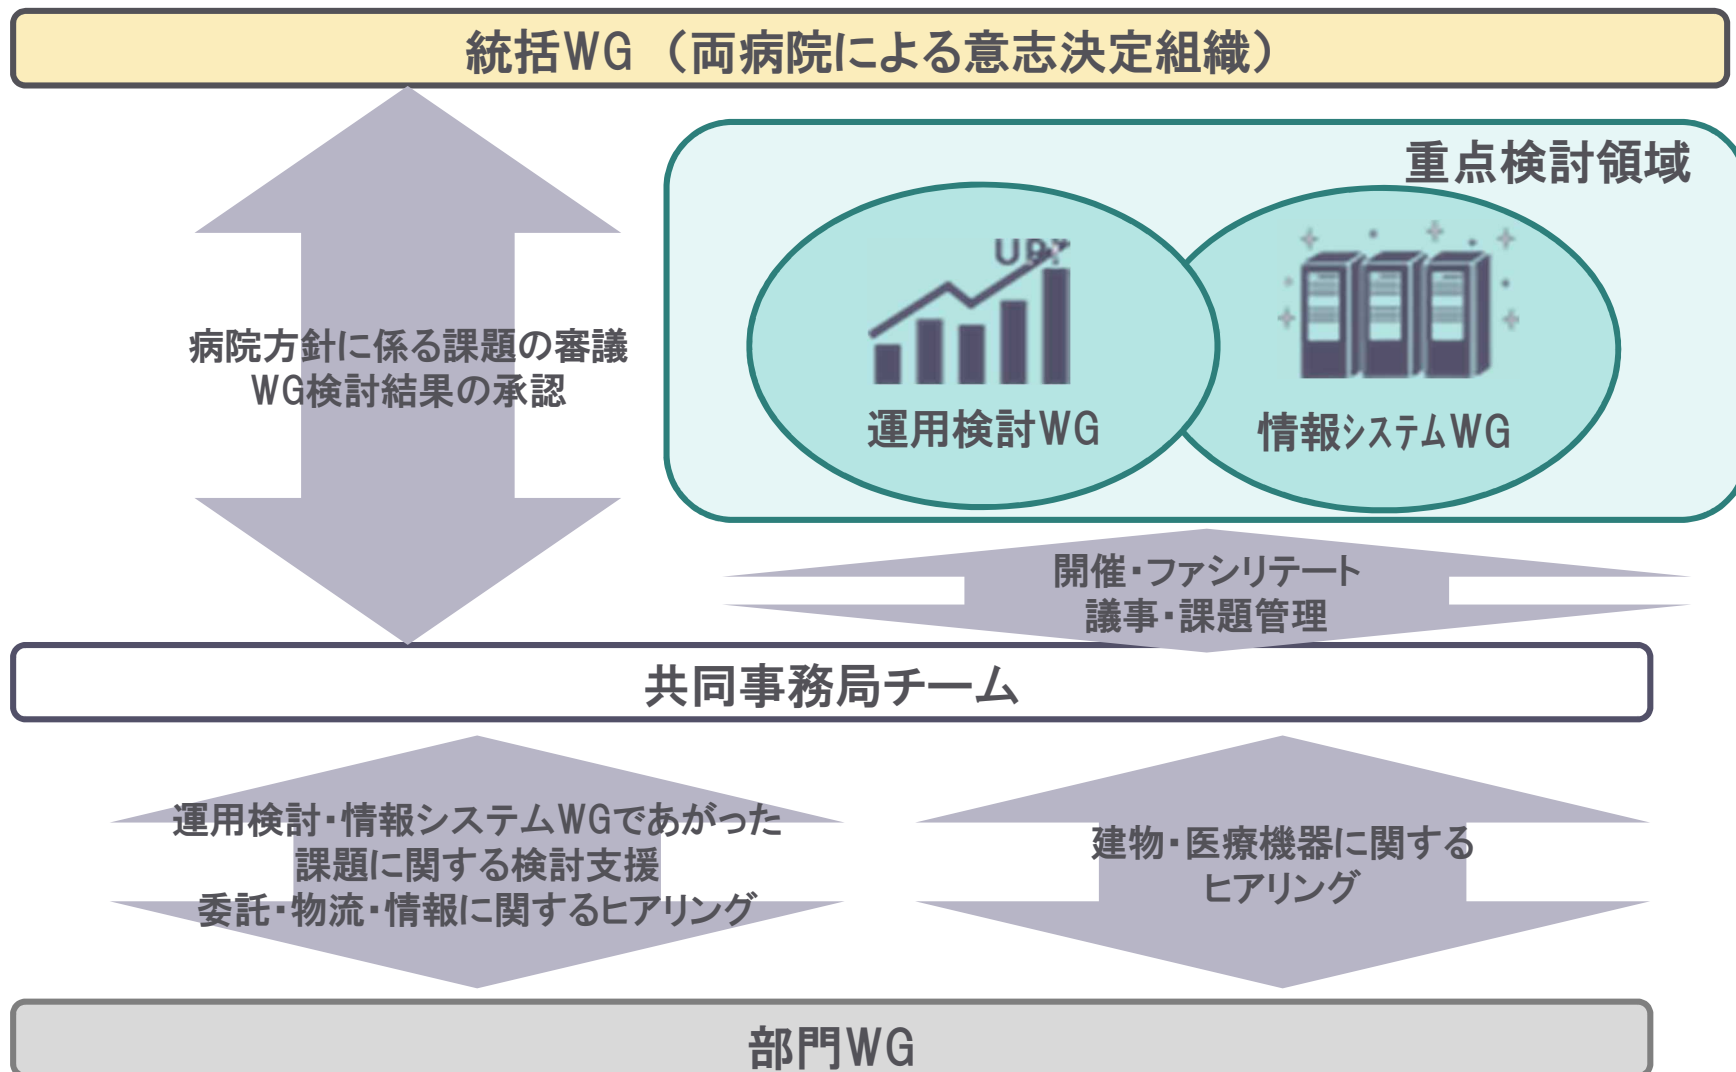 統括WG （両病院による意志決定組織）
重点検討領域
UP!
運用検討WG
情報システムWG
病院方針に係る課題の審議
WG検討結果の承認
開催・ファシリテート
議事・課題管理
共同事務局チーム
運用検討・情報システムWGであがった
課題に関する検討支援
委託・物流・情報に関するヒアリング
建物・医療機器に関する
ヒアリング
部門WG